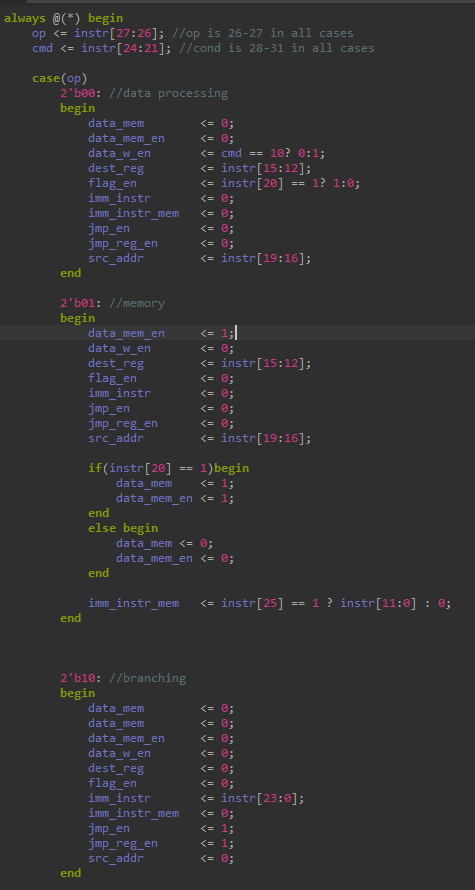 always @(*) begin
    op <= instr[27:26]; //op is 26-27 in all cases
    cmd <= instr[24:21]; //cond is 28-31 in all cases

    case(op)
        2'b00: //data processing
        begin
            data_mem        <= 0;
            data_mem_en     <= 0;
            data_w_en       <= cmd == 10? 0:1;
            dest_reg        <= instr[15:12];
            flag_en         <= instr[20] == 1? 1:0;
            imm_instr       <= 0;
            imm_instr_mem   <= 0;
            jmp_en          <= 0;
            jmp_reg_en      <= 0;
            src_addr        <= instr[19:16];
        end

        2'b01: //memory
        begin
            data_mem_en     <= 1;
            data_w_en       <= 0;
            dest_reg        <= instr[15:12];
            flag_en         <= 0;
            imm_instr       <= 0;
            jmp_en          <= 0;
            jmp_reg_en      <= 0;
            src_addr        <= instr[19:16];

            if(instr[20] == 1)begin
                data_mem    <= 1;
                data_mem_en <= 1;
            end
            else begin
                data_mem <= 0;
                data_mem_en <= 0;
            end

            imm_instr_mem   <= instr[25] == 1 ? instr[11:0] : 0;
        end

        2'b10: //branching
        begin
            data_mem        <= 0;
            data_mem        <= 0;
            data_mem_en     <= 0;
            data_w_en       <= 0;
            dest_reg        <= 0;
            flag_en         <= 0;
            imm_instr       <= instr[23:0];
            imm_instr_mem   <= 0;
            jmp_en          <= 1;
            jmp_reg_en      <= 1;
            src_addr        <= 0;
        end